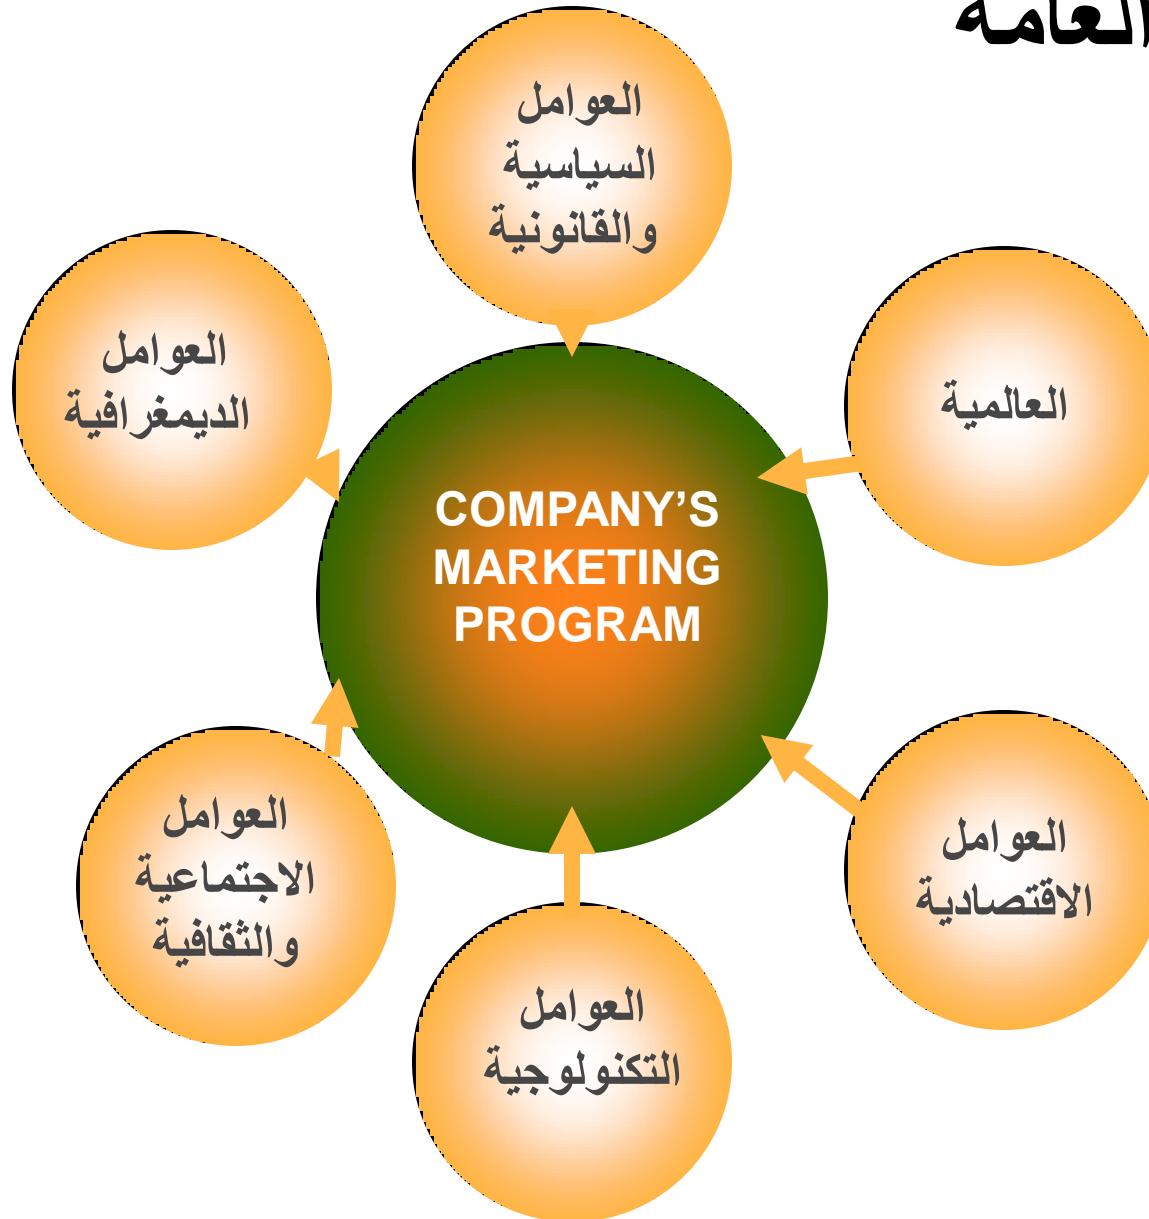 العامة
العوامل
السياسية
والقانونية
العالمية
العوامل
الديمغرافية
COMPANY’S
MARKETING
PROGRAM
العوامل
الاقتصادية
العوامل
الاجتماعية
والثقافية
العوامل
التكنولوجية